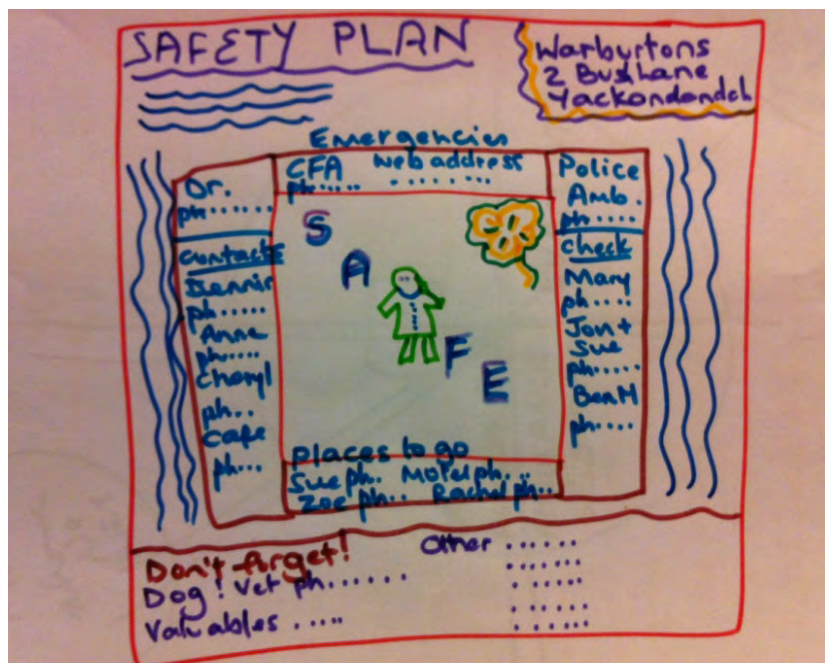 SAFETY PLAN
Warburtons
2 Bushlane
Yackondandch
Emergencies
CFA web address
ph..... .......
Dr.
ph......
Police
Amb.
ph....
contacts
Dennis
ph.....
Anne
ph.....
Cheryl
ph..
Cafe
ph...
check
Mary
ph....
Jon +
Sue
ph.....
Ben M
ph....
S
A
F
E
Places to go
Sue ph.. Motel ph....
Zoe ph.. Rachel ph..
Don't forget!
Other ......
Dog! Vet ph......
Valuables .....